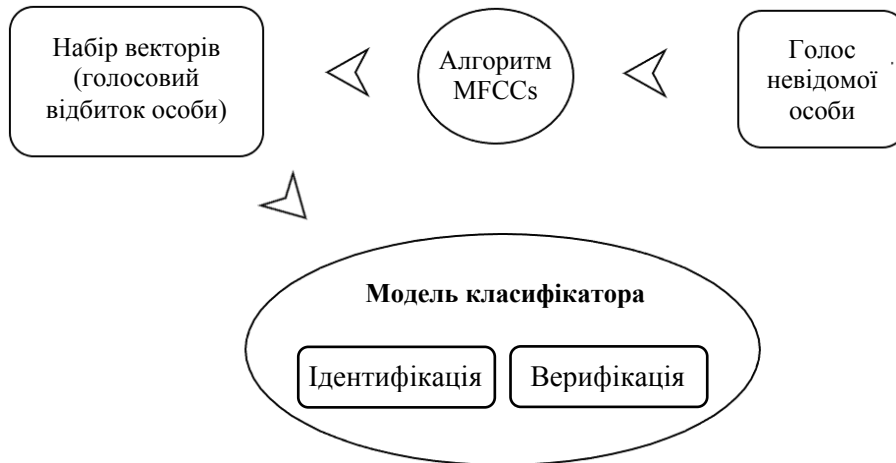 Набір векторів
(голосовий
відбиток особи)
Алгоритм
MFCCs
Голос
невідомої
особи
Модель класифікатора
Ідентифікація
Верифікація